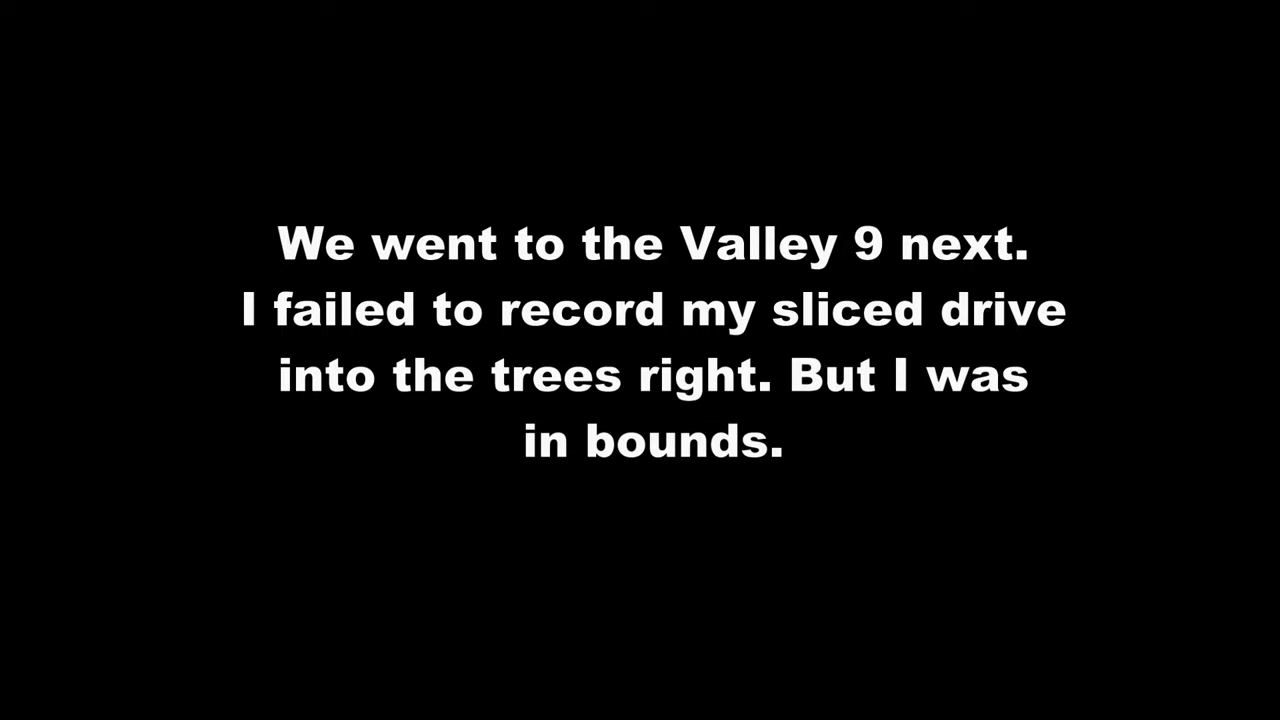 We went to the Valley 9 next.
I failed to record my sliced drive
into the trees right. But I was
in bounds.